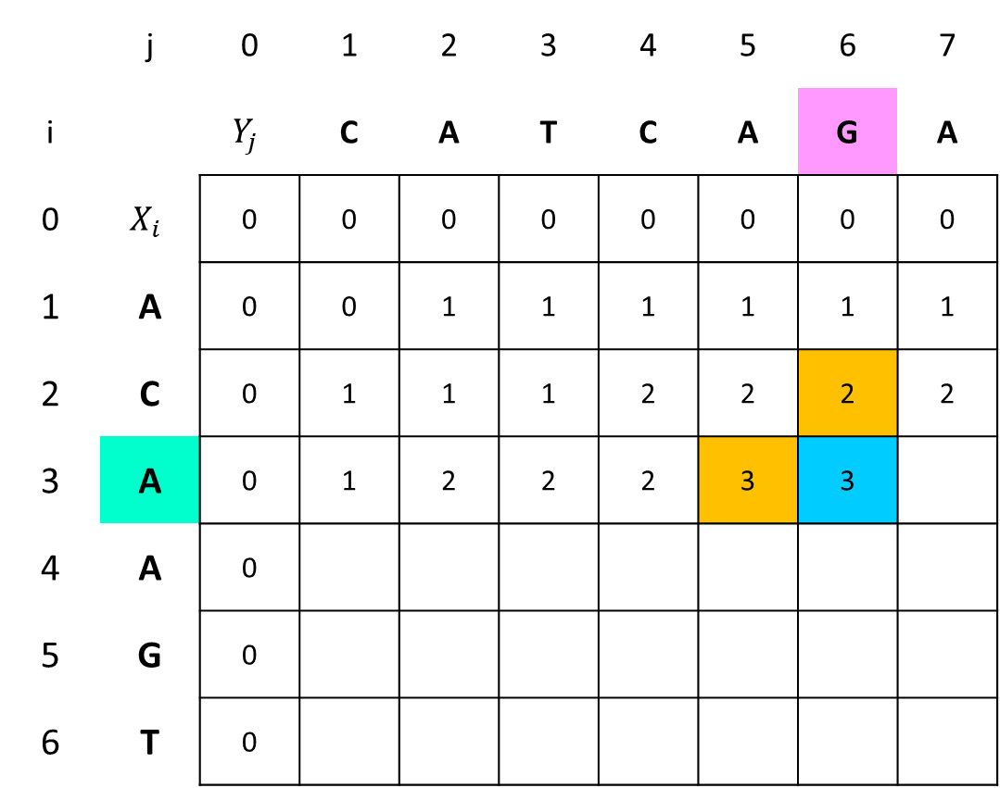 j 0 1 2 3 4 5 6 7
i Yj C A T C A G A
0 Xi 0 0 0 0 0 0 0 0
1 A 0 0 1 1 1 1 1 1
2 C 0 1 1 1 2 2 2 2
3 A 0 1 2 2 2 3 3
4 A 0
5 G 0
6 T 0